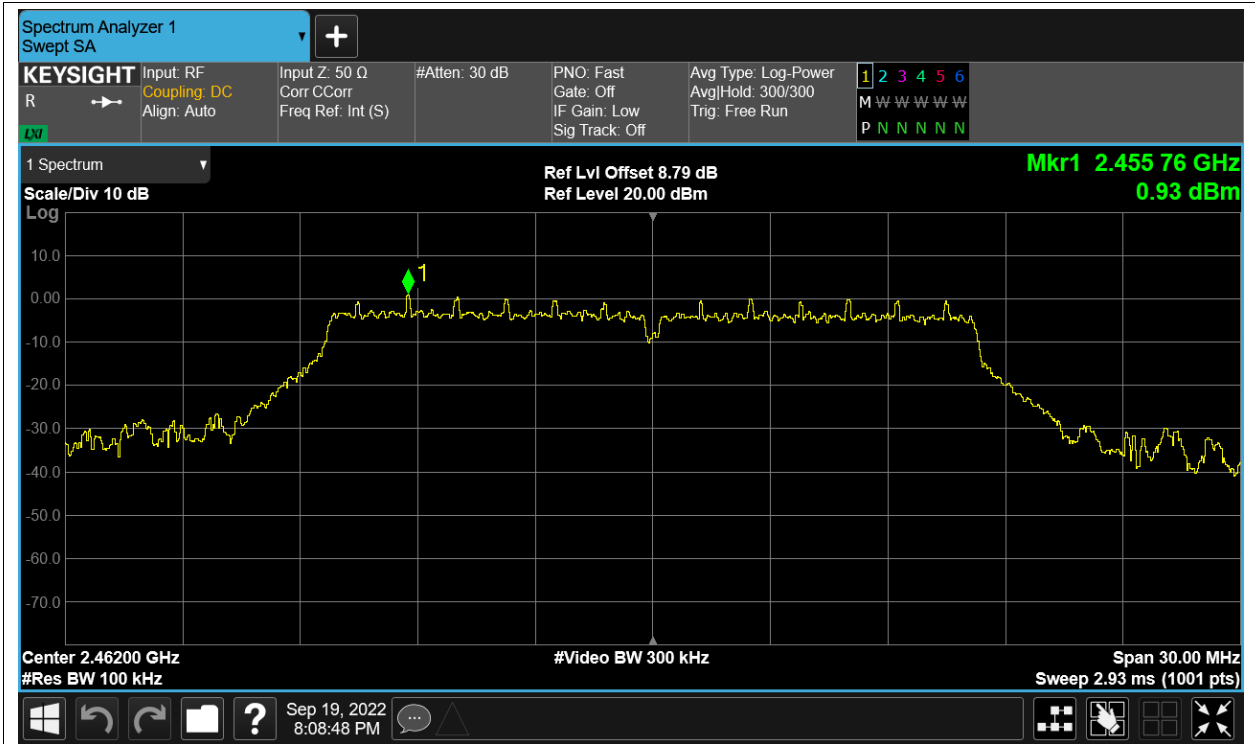 Spectrum Analyzer 1
Swept SA
KEYSIGHT
R
LXI
Input: RF
Coupling: DC
Align: Auto
Input Z: 50 Ω
Corr CCorr
Freq Ref: Int (S)
#Atten: 30 dB
PNO: Fast
Gate: Off
IF Gain: Low
Sig Track: Off
Avg Type: Log-Power
Avg|Hold: 300/300
Trig: Free Run
1 2 3 4 5 6
M W W W W W
P N N N N N
1 Spectrum
Scale/Div 10 dB
Log
Ref Lvl Offset 8.79 dB
Ref Level 20.00 dBm
Mkr1 2.455 76 GHz
0.93 dBm
1
10.0
0.00
-10.0
-20.0
-30.0
-40.0
-50.0
-60.0
-70.0
Center 2.46200 GHz
#Res BW 100 kHz
#Video BW 300 kHz
Span 30.00 MHz
Sweep 2.93 ms (1001 pts)
?
Sep 19, 2022
8:08:48 PM